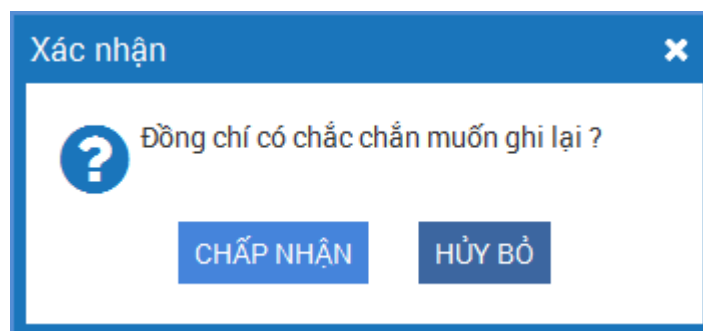 Xác nhận
Đồng chí có chắc chắn muốn ghi lại ?
CHẤP NHẬN
HỦY BỎ